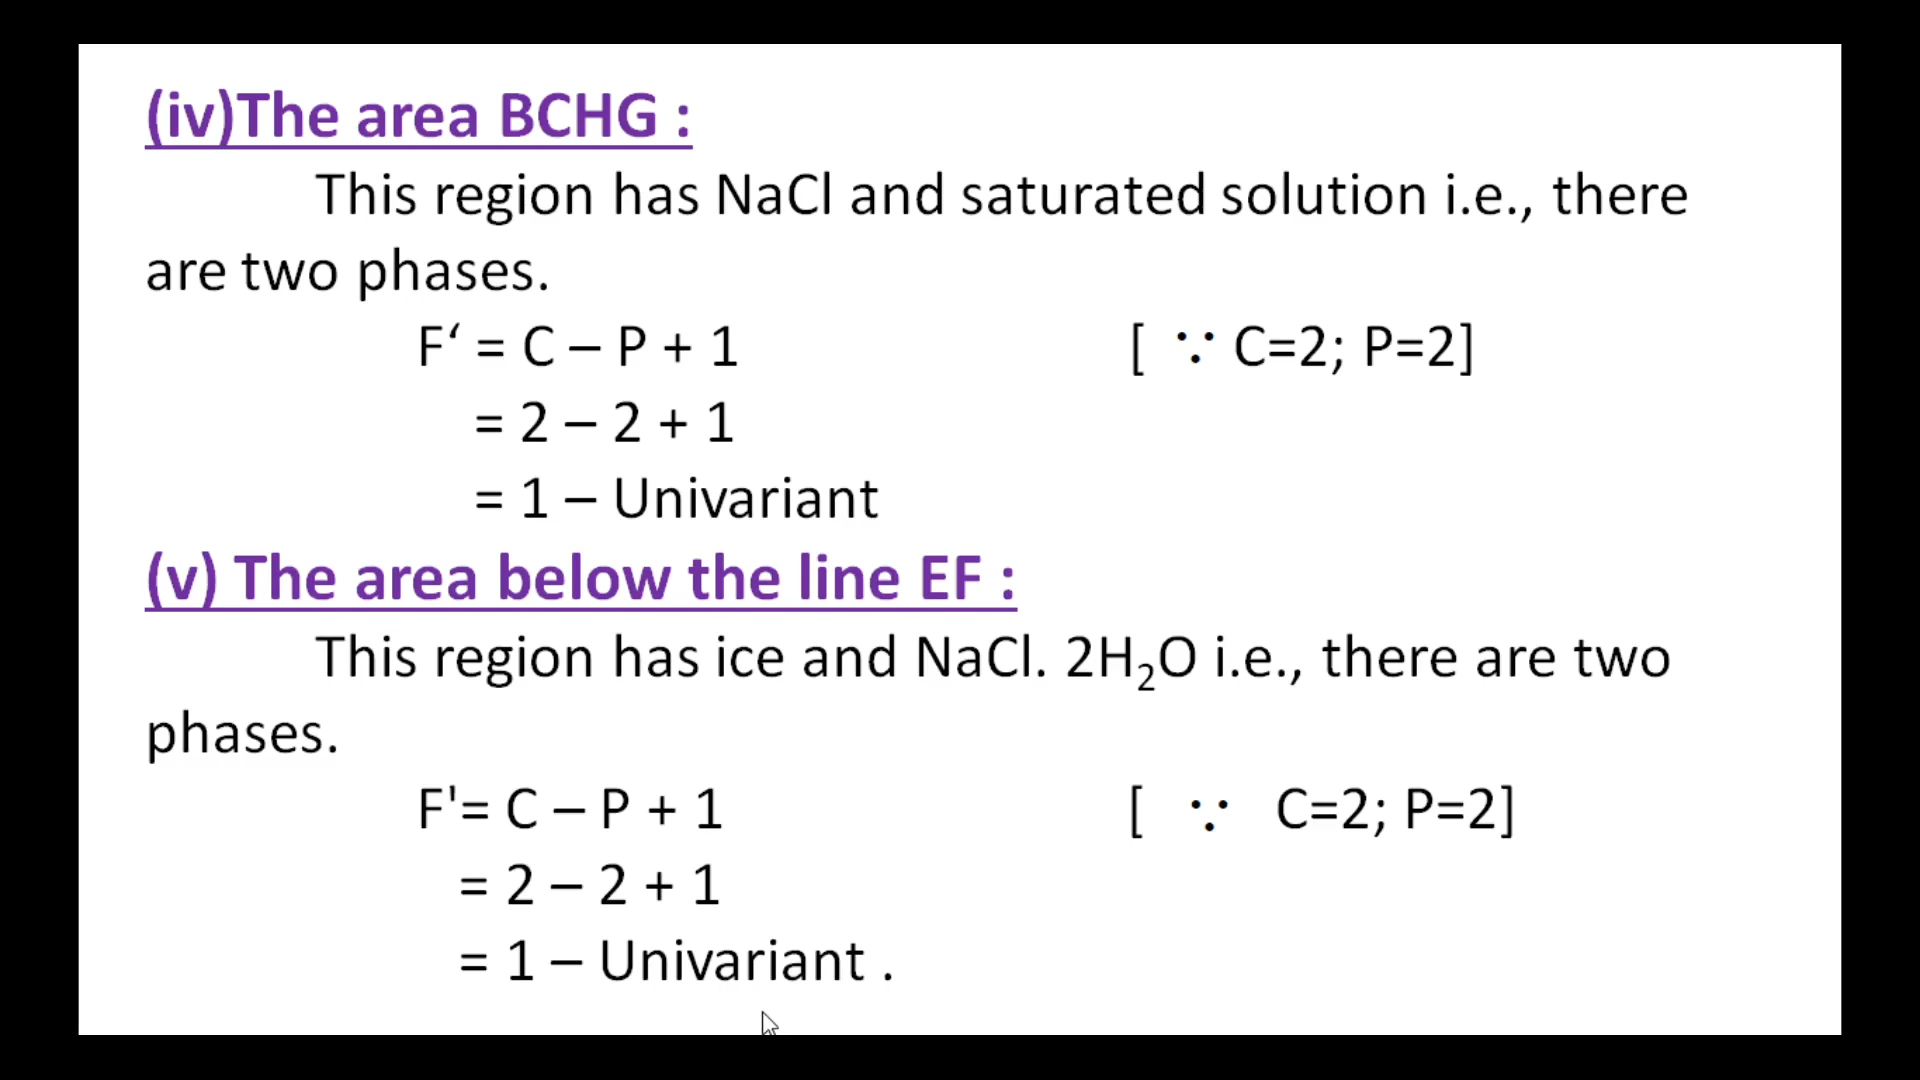 (iv)The area BCHG :
This region has NaCl and saturated solution i.e., there
are two phases.
F‘ = C – P + 1 [ ∵ C=2; P=2]
= 2 – 2 + 1
= 1 – Univariant
(v) The area below the line EF :
This region has ice and NaCl. 2H₂O i.e., there are two
phases.
F'= C – P + 1 [ ∵ C=2; P=2]
= 2 – 2 + 1
= 1 – Univariant .